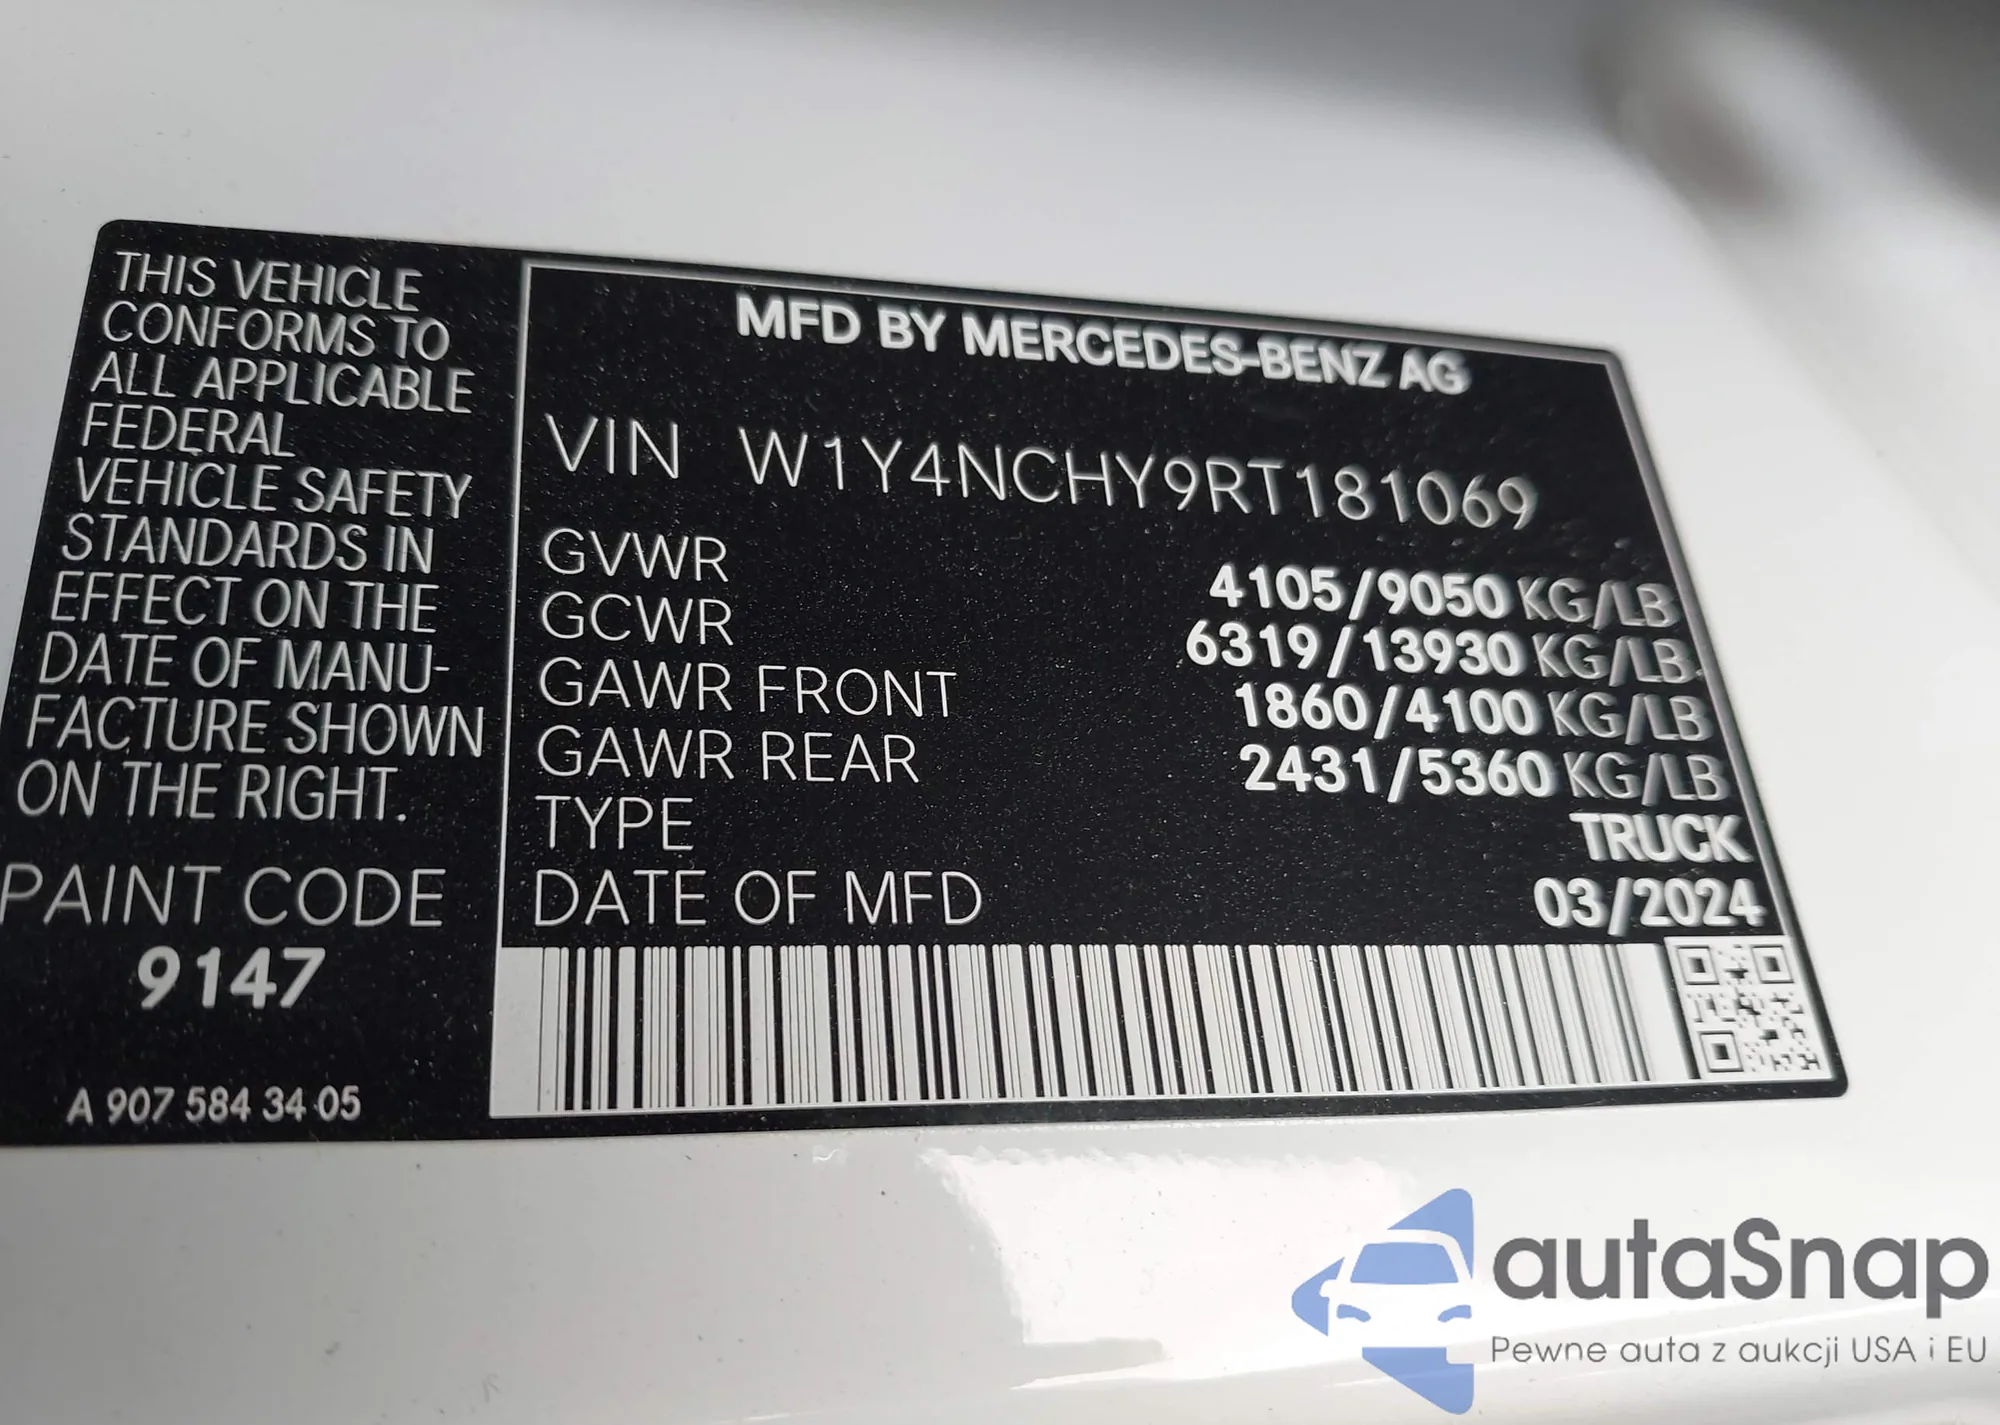 THIS VEHICLE
CONFORMS TO
ALL APPLICABLE
FEDERAL
VEHICLE SAFETY
STANDARDS IN
EFFECT ON THE
DATE OF MANU-
FACTURE SHOWN
ON THE RIGHT.
PAINT CODE
9147
A 907 584 34 05
MFD BY MERCEDES-BENZ AG
VIN W1Y4NCHY9RT181069
GVWR 4105/9050 KG/LB
GCWR 6319/13930 KG/LB
GAWR FRONT 1860/4100 KG/LB
GAWR REAR 2431/5360 KG/LB
TYPE TRUCK
DATE OF MFD 03/2024
autaSnap
Pewne auta z aukcji USA i EU